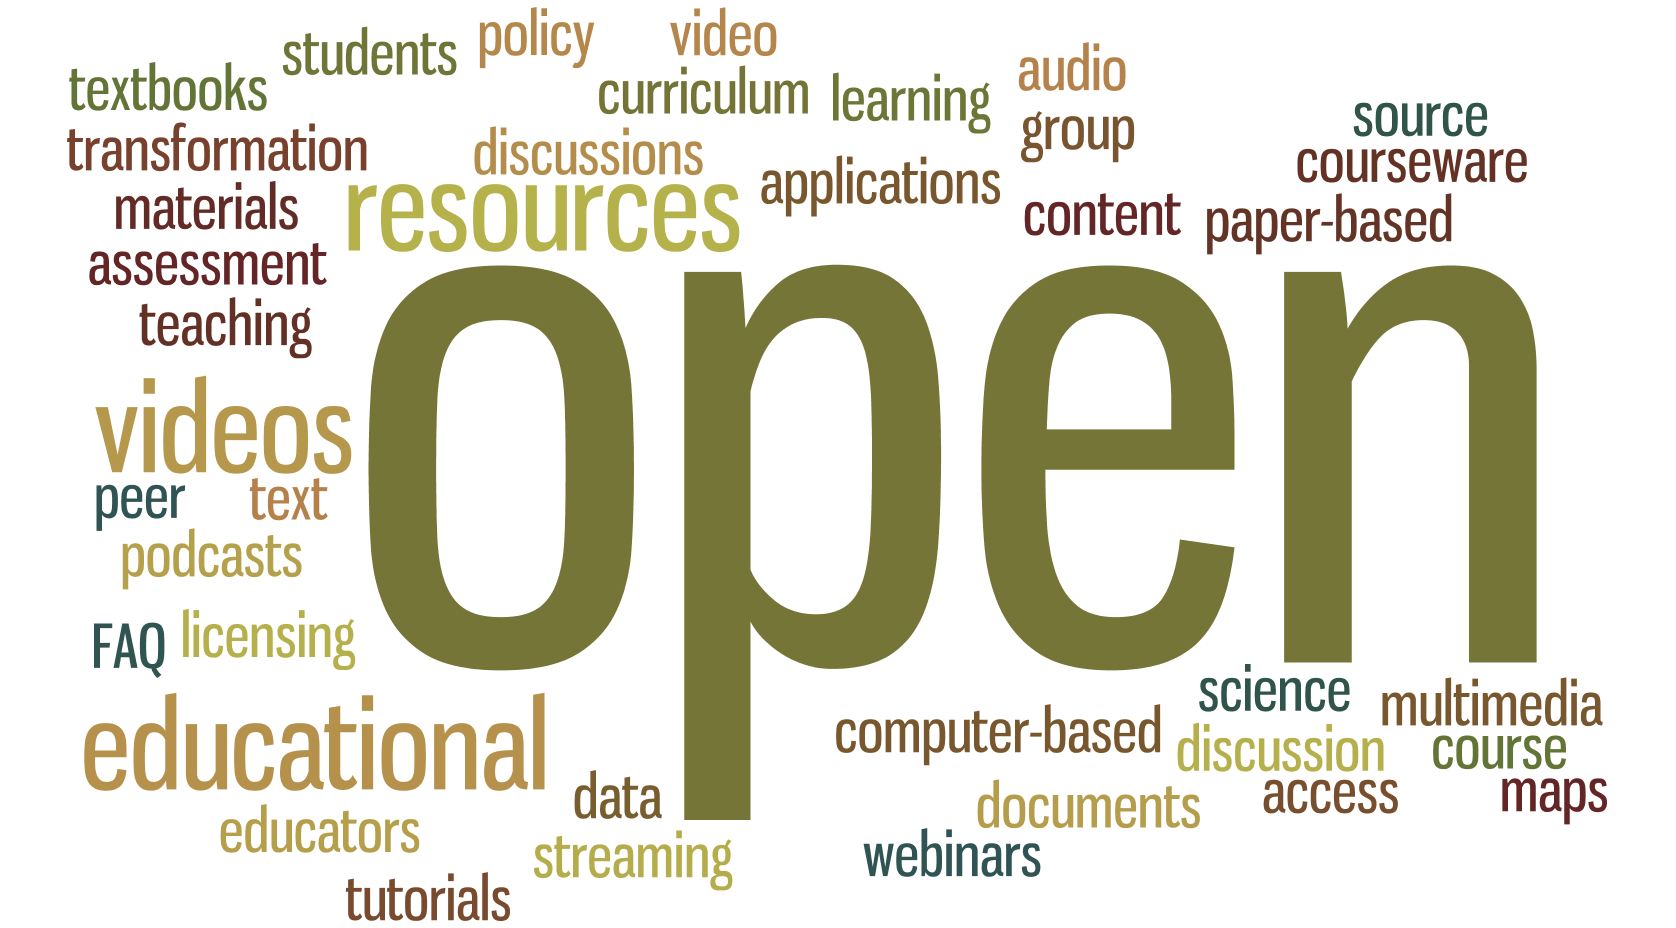 policy
video
students
audio
textbooks
curriculum
learning
source
group
transformation
discussions
courseware
applications
materials
resources
content
paper-based
assessment
teaching
open
videos
peer
text
podcasts
FAQ
licensing
science
multimedia
educational
computer-based
discussion
course
data
documents
access
maps
educators
streaming
webinars
tutorials